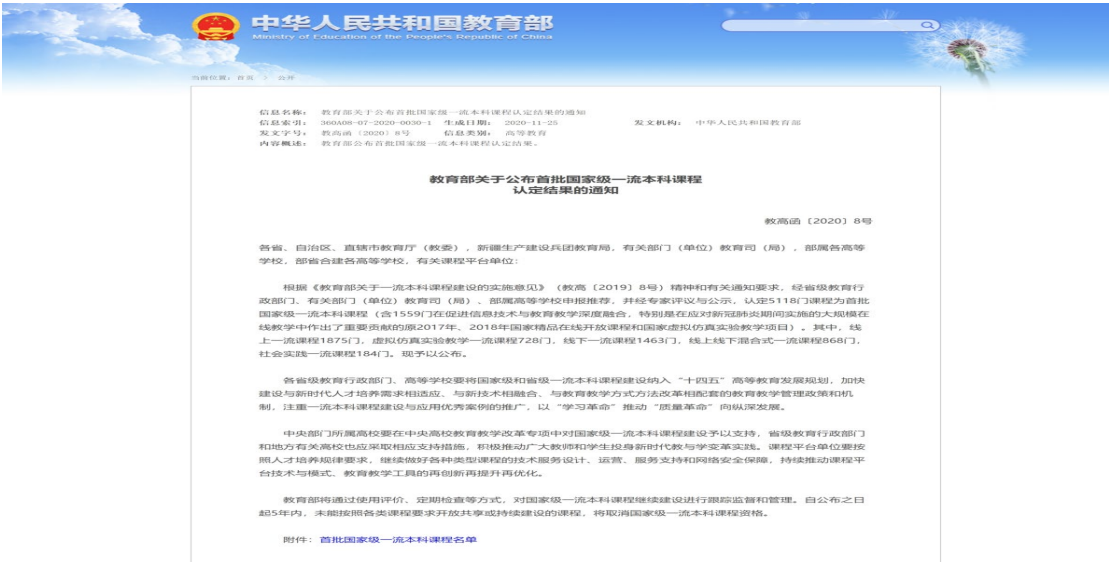 中华人民共和国教育部
Ministry of Education of the People's Republic of China
当前位置：首页 > 公开
信息名称： 教育部关于公布首批国家级一流本科课程认定结果的通知
信息索引： 360A08-07-2020-0030-1 生成日期： 2020-11-25 发文机构： 中华人民共和国教育部
发文字号： 教高函〔2020〕8号 信息类别： 高等教育
内容概述： 教育部公布首批国家级一流本科课程认定结果。
教育部关于公布首批国家级一流本科课程
认定结果的通知
教高函〔2020〕8号
各省、自治区、直辖市教育厅（教委），新疆生产建设兵团教育局，有关部门（单位）教育司（局），部属各高等
学校、部省合建各高等学校，有关课程平台单位：
根据《教育部关于一流本科课程建设的实施意见》（教高〔2019〕8号）精神和有关通知要求，经省级教育行
政部门、有关部门（单位）教育司（局）、部属高等学校申报推荐、并经专家评议与公示，认定5118门课程为首批
国家级一流本科课程（含1559门在促进信息技术与教育教学深度融合，特别是在应对新冠肺炎期间实施的大规模在
线教学中作出了重要贡献的原2017年、2018年国家精品在线开放课程和国家虚拟仿真实验教学项目）。其中，线
上一流课程1875门，虚拟仿真实验教学一流课程728门，线下一流课程1463门，线上线下混合式一流课程868门，
社会实践一流课程184门。现予以公布。
各省级教育行政部门、高等学校要将国家级和省级一流本科课程建设纳入“十四五”高等教育发展规划，加快
建设与新时代人才培养需求相适应、与新技术相融合、与教育教学方式方法改革相配套的教育教学管理政策和机
制，注重一流本科课程建设与应用优秀案例的推广，以“学习革命”推动“质量革命”向纵深发展。
中央部门所属高校要在中央高校教育教学改革专项中对国家级一流本科课程建设予以支持，省级教育行政部门
和地方有关高校也应采取相应支持措施，积极推动广大教师和学生投身新时代教与学变革实践。课程平台单位要按
照人才培养规律要求，继续做好各种类型课程的技术服务设计、运营、服务支持和网络安全保障，持续推动课程平
台技术与模式、教育教学工具的再创新再提升再优化。
教育部将通过使用评价、定期检查等方式，对国家级一流本科课程继续建设进行跟踪监督和管理。自公布之日
起5年内，未能按照各类课程要求开放共享或持续建设的课程，将取消国家级一流本科课程资格。
附件：首批国家级一流本科课程名单